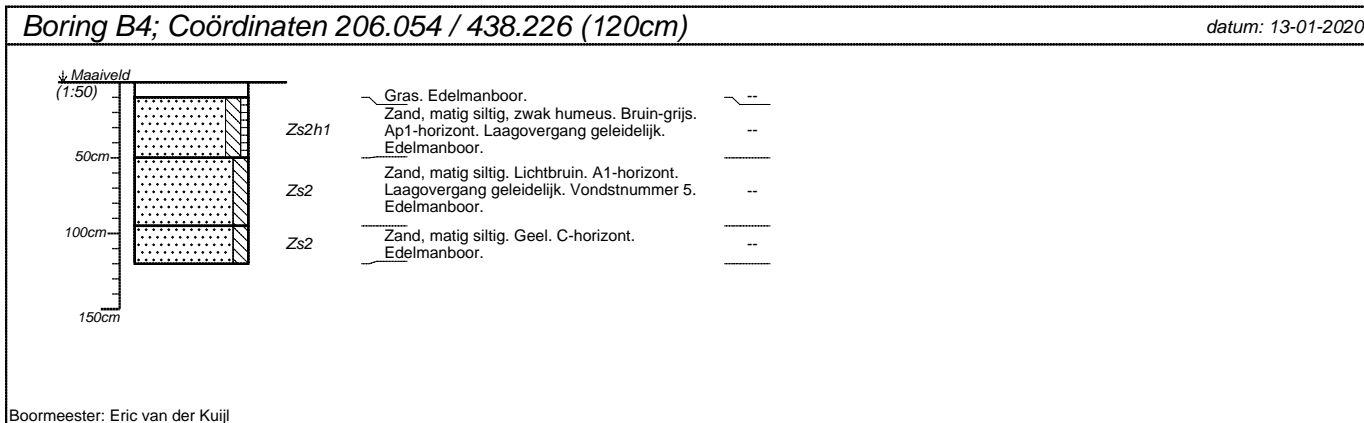 Boring B4; Coördinaten 206.054 / 438.226 (120cm)
datum: 13-01-2020
Maaiveld
(1:50)
Gras. Edelmanboor.
--
Zs2h1
Zand, matig siltig, zwak humeus. Bruin-grijs.
Ap1-horizont. Laagovergang geleidelijk.
Edelmanboor.
--
50cm
Zs2
Zand, matig siltig. Lichtbruin. A1-horizont.
Laagovergang geleidelijk. Vondstnummer 5.
Edelmanboor.
--
100cm
Zs2
Zand, matig siltig. Geel. C-horizont.
Edelmanboor.
--
150cm
Boormeester: Eric van der Kuijl